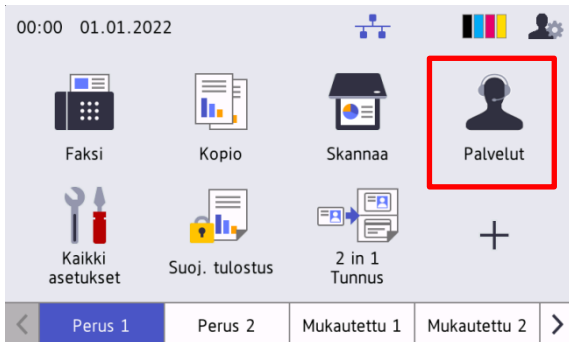 00:00 01.01.2022
Faksi
Kopio
Skannaa
Palvelut
Kaikki
asetukset
Suoj. tulostus
2 in 1
Tunnus
Perus 1
Perus 2
Mukautettu 1
Mukautettu 2